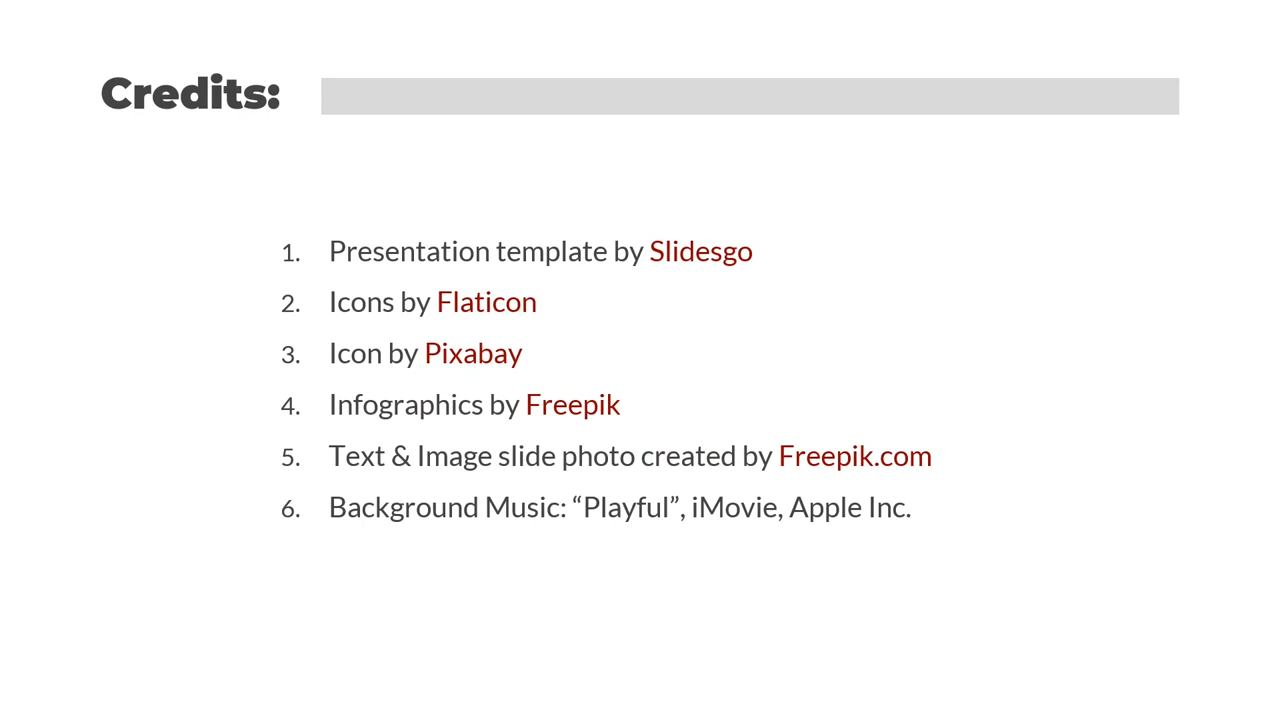 Credits:
1. Presentation template by Slidesgo
2. Icons by Flaticon
3. Icon by Pixabay
4. Infographics by Freepik
5. Text & Image slide photo created by Freepik.com
6. Background Music: “Playful”, iMovie, Apple Inc.